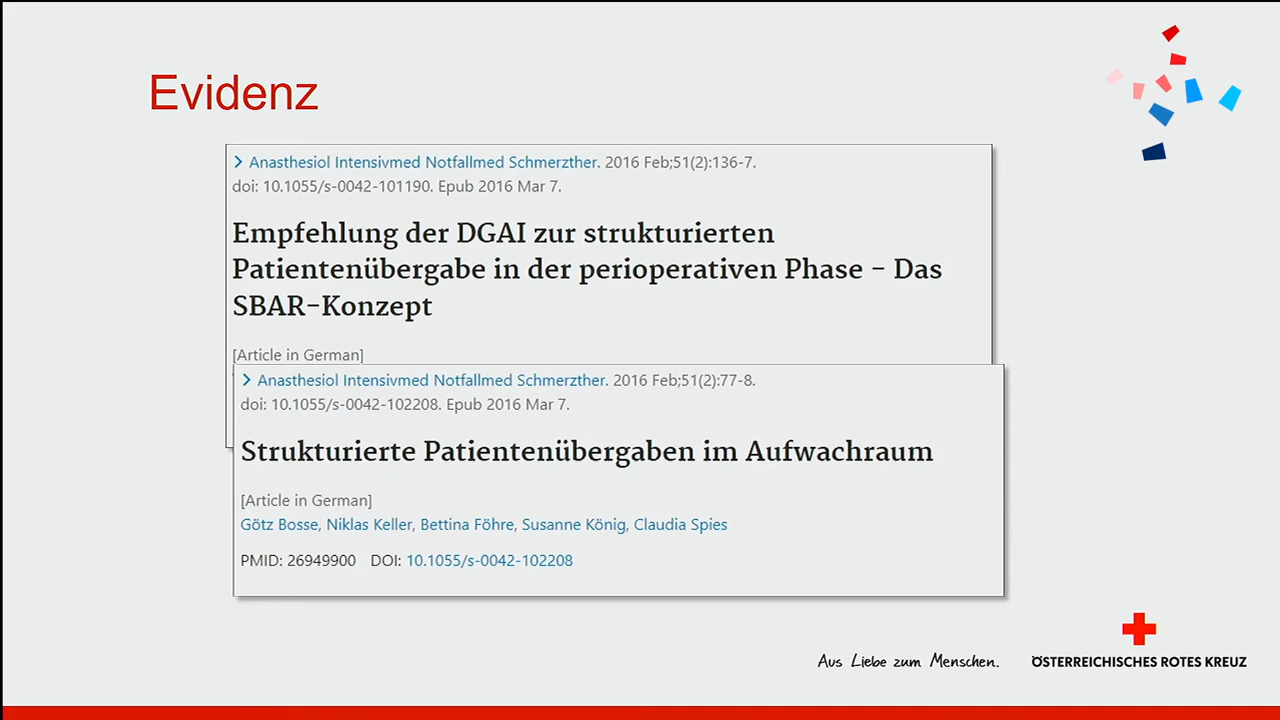 Evidenz
> Anasthesiol Intensivmed Notfallmed Schmerzther. 2016 Feb;51(2):136-7.
doi: 10.1055/s-0042-101190. Epub 2016 Mar 7.
Empfehlung der DGAI zur strukturierten
Patientenübergabe in der perioperativen Phase - Das
SBAR-Konzept
[Article in German]
> Anasthesiol Intensivmed Notfallmed Schmerzther. 2016 Feb;51(2):77-8.
doi: 10.1055/s-0042-102208. Epub 2016 Mar 7.
Strukturierte Patientenübergaben im Aufwachraum
[Article in German]
Götz Bosse, Niklas Keller, Bettina Föhre, Susanne König, Claudia Spies
PMID: 26949900 DOI: 10.1055/s-0042-102208
Aus Liebe zum Menschen.
ÖSTERREICHISCHES ROTES KREUZ